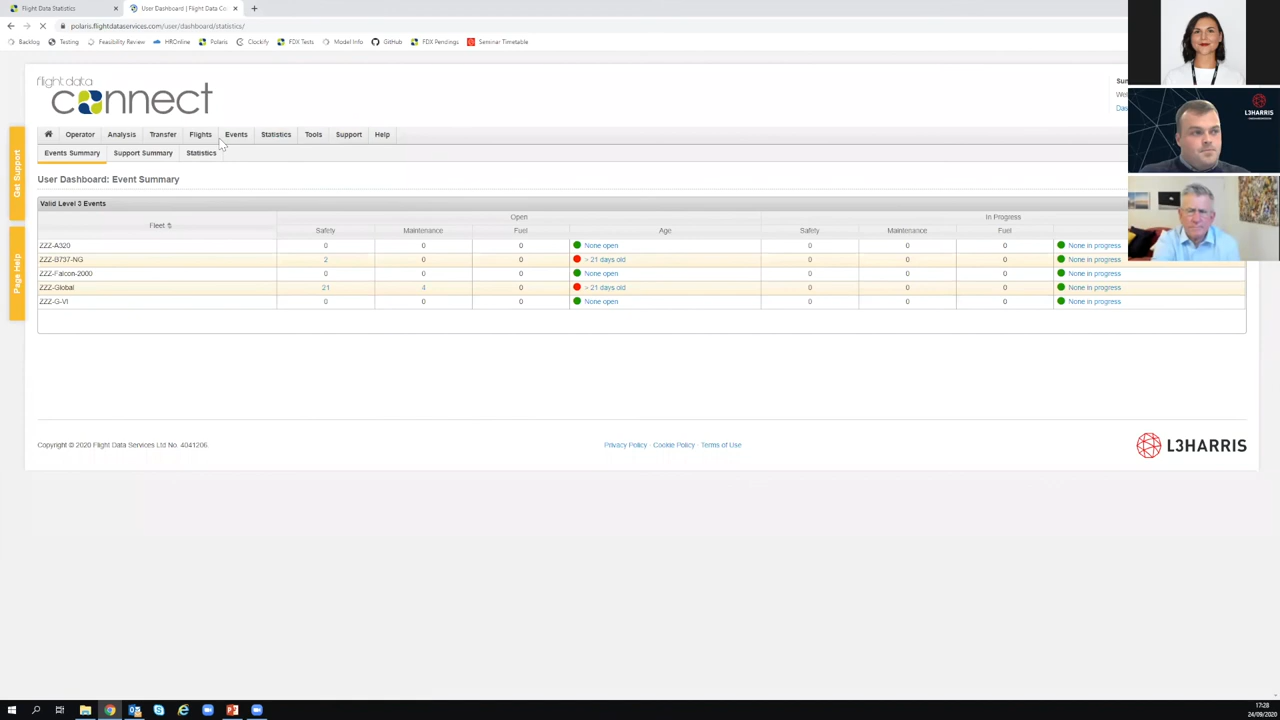 Flight Data Statistics
User Dashboard | Flight Data Co
polaris.flightdataservices.com/user/dashboard/statistics/
Backlog Testing Feasibility Review HROnline Polaris Clockify FDX Tests Model Info GitHub FDX Pendings Seminar Timetable
flight data
connect
Operator Analysis Transfer Flights Events Statistics Tools Support Help
Events Summary Support Summary Statistics
Get Support
Page Help
User Dashboard: Event Summary
Valid Level 3 Events
Fleet Open In Progress
Safety Maintenance Fuel Age Safety Maintenance Fuel
ZZZ-A320 0 0 0 None open 0 0 0 None in progress
ZZZ-B737-NG 2 0 0 > 21 days old 0 0 0 None in progress
ZZZ-Falcon-2000 0 0 0 None open 0 0 0 None in progress
ZZZ-Global 21 4 0 > 21 days old 0 0 0 None in progress
ZZZ-G-VI 0 0 0 None open 0 0 0 None in progress
Copyright © 2020 Flight Data Services Ltd No. 4041206.
Privacy Policy Cookie Policy Terms of Use
L3HARRIS
L3HARRIS
17:28
24/09/2020